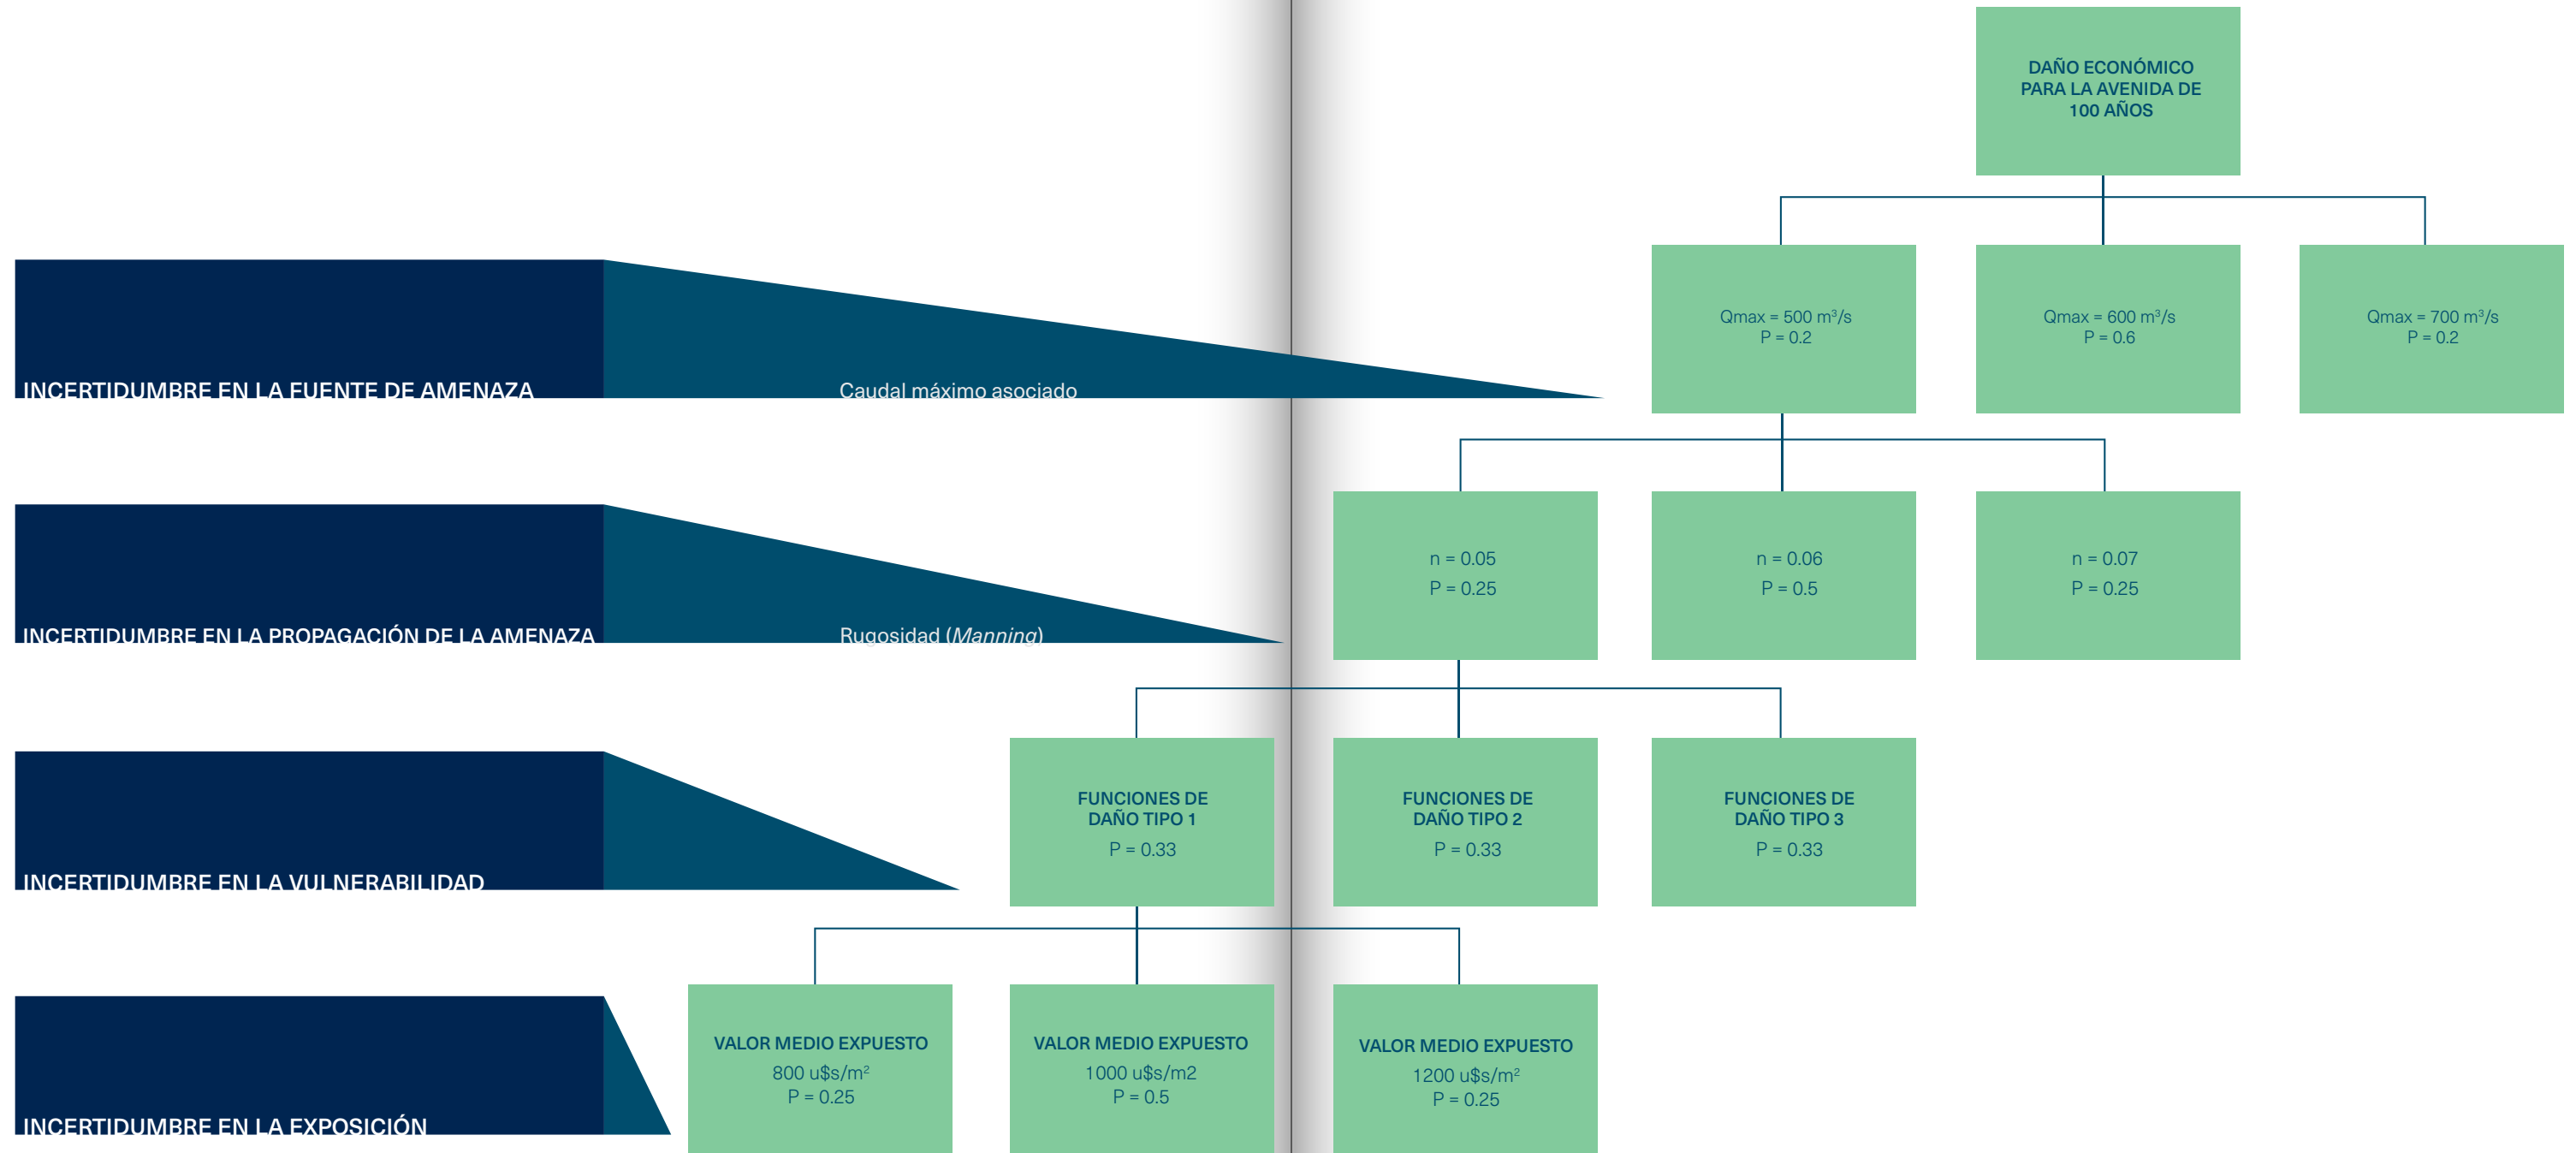 DAÑO ECONÓMICO
PARA LA AVENIDA DE
100 AÑOS
INCERTIDUMBRE EN LA FUENTE DE AMENAZA
Caudal máximo asociado
Qmax = 500 m³/s
P = 0.2
Qmax = 600 m³/s
P = 0.6
Qmax = 700 m³/s
P = 0.2
INCERTIDUMBRE EN LA PROPAGACIÓN DE LA AMENAZA
Rugosidad (Manning)
n = 0.05
P = 0.25
n = 0.06
P = 0.5
n = 0.07
P = 0.25
INCERTIDUMBRE EN LA VULNERABILIDAD
FUNCIONES DE
DAÑO TIPO 1
P = 0.33
FUNCIONES DE
DAÑO TIPO 2
P = 0.33
FUNCIONES DE
DAÑO TIPO 3
P = 0.33
INCERTIDUMBRE EN LA EXPOSICIÓN
VALOR MEDIO EXPUESTO
800 u$s/m²
P = 0.25
VALOR MEDIO EXPUESTO
1000 u$s/m2
P = 0.5
VALOR MEDIO EXPUESTO
1200 u$s/m²
P = 0.25